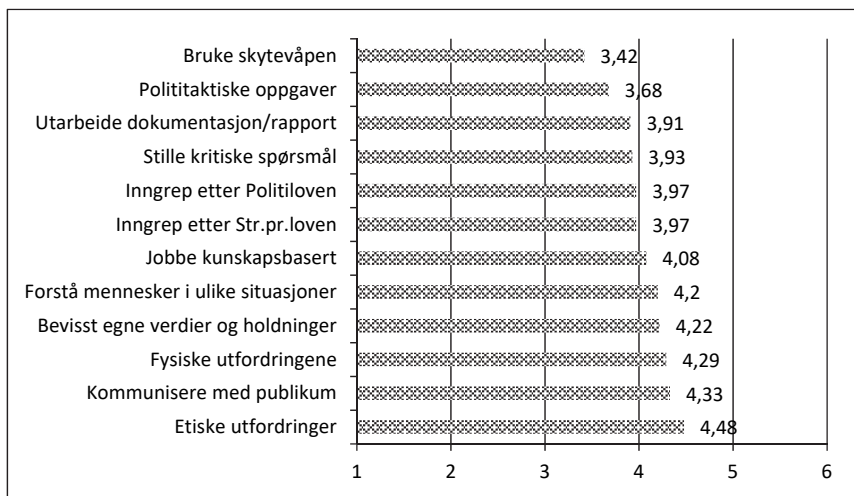 Bruke skytevåpen 3,42
Polititaktiske oppgaver 3,68
Utarbeide dokumentasjon/rapport 3,91
Stille kritiske spørsmål 3,93
Inngrep etter Politiloven 3,97
Inngrep etter Str.pr.loven 3,97
Jobbe kunskapsbasert 4,08
Forstå mennesker i ulike situasjoner 4,2
Bevisst egne verdier og holdninger 4,22
Fysiske utfordringene 4,29
Kommunisere med publikum 4,33
Etiske utfordringer 4,48
1 2 3 4 5 6